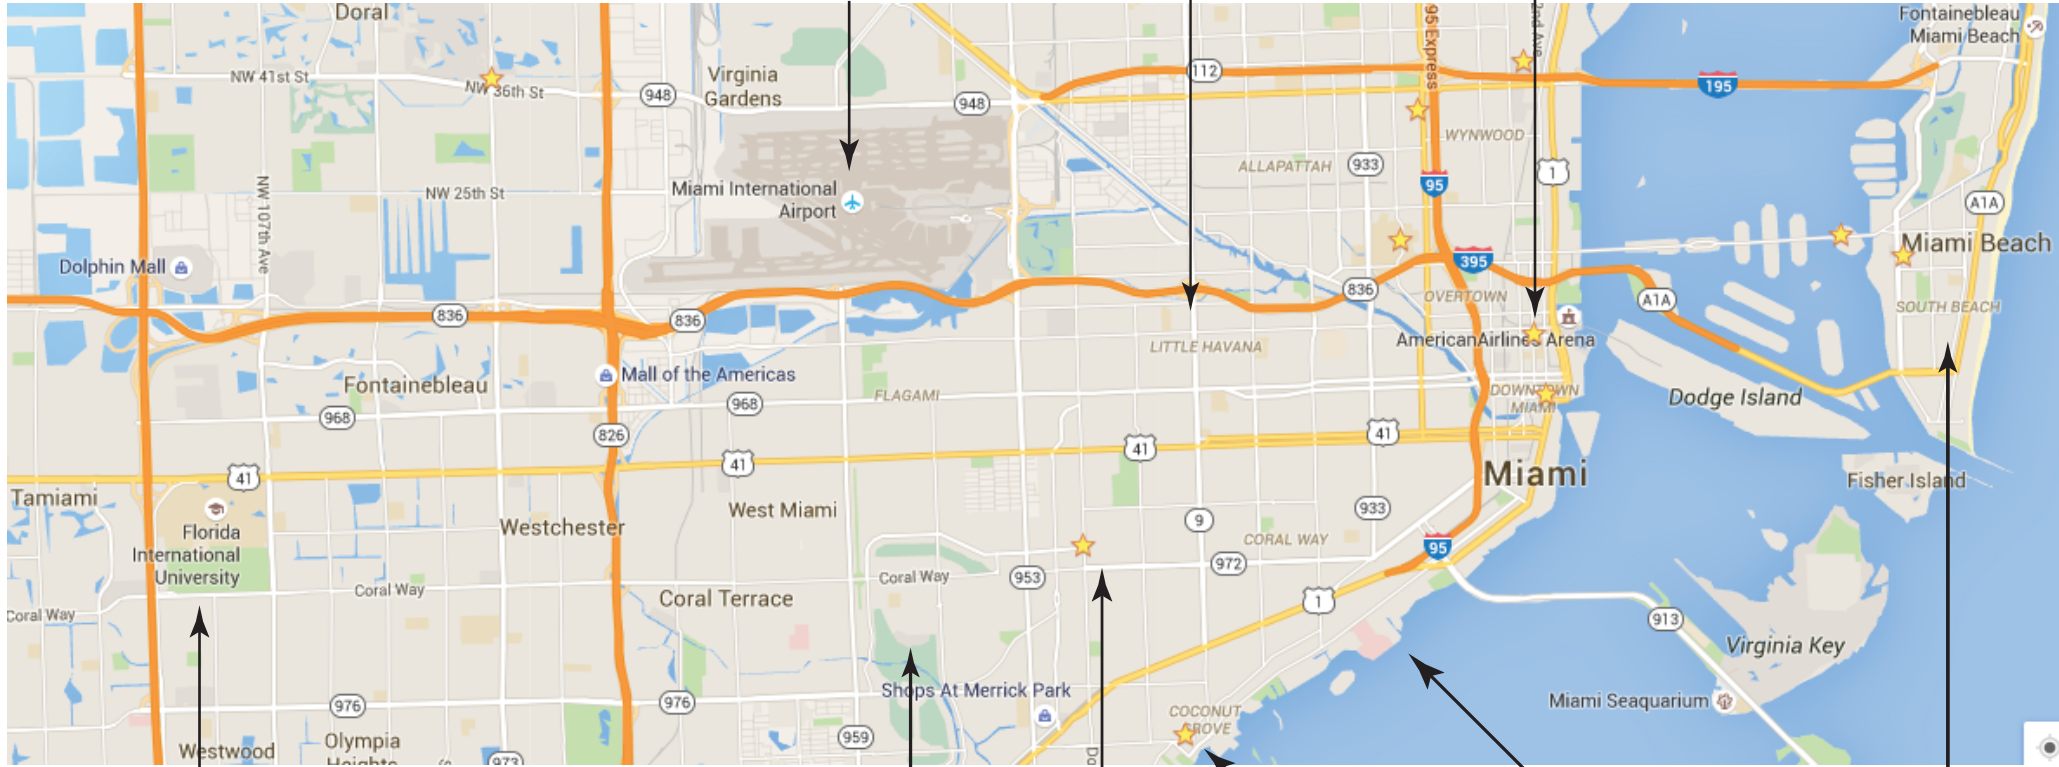 Doral
Fontainebleau
Miami Beach
95 Express
2nd Ave
NW 41st St
NW 36th St
948
Virginia
Gardens
948
112
195
WYNWOOD
ALLAPATTAH
933
1
95
NW 107th Ave
NW 25th St
Miami International
Airport
A1A
Miami Beach
Dolphin Mall
395
836
836
836
OVERTOWN
A1A
SOUTH BEACH
AmericanAirlines Arena
LITTLE HAVANA
Fontainebleau
Mall of the Americas
FLAGAMI
968
968
DOWNTOWN
MIAMI
Dodge Island
826
41
41
41
41
Miami
Fisher Island
Tamiami
Florida
International
University
Westchester
West Miami
933
9
CORAL WAY
95
972
953
Coral Way
Coral Way
Coral Way
Coral Terrace
1
913
Virginia Key
Shops At Merrick Park
Miami Seaquarium
976
976
COCONUT
GROVE
959
Westwood
Olympia
Heights
973